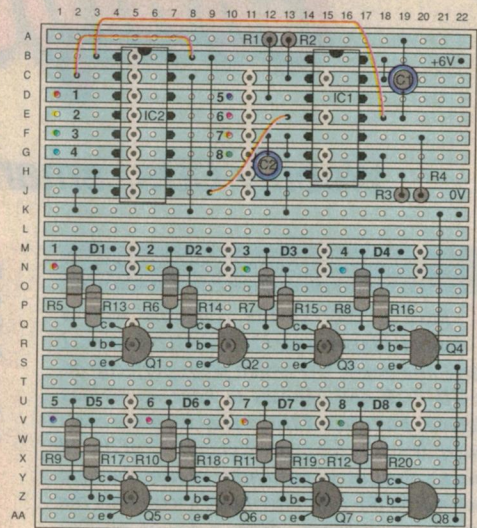 1 2 3 4 5 6 7 8 9 10 11 12 13 14 15 16 17 18 19 20 21 22
A R1 R2
B +6V
C C1
D 1 5 IC1
E 2 IC2 6
F 3 7
G 4 8 C2
H R4
J R3 0V
K
L
M 1 D1 2 D2 3 D3 4 D4
N
O
P R5 R13 R6 R14 R7 R15 R8 R16
Q c c c c
R b b b b Q4
S e Q1 e Q2 e Q3 e
T
U 5 D5 6 D6 7 D7 8 D8
V
W
X R9 R17 R10 R18 R11 R19 R12 R20
Y c c c c
Z b b b b
AA e Q5 e Q6 e Q7 e Q8